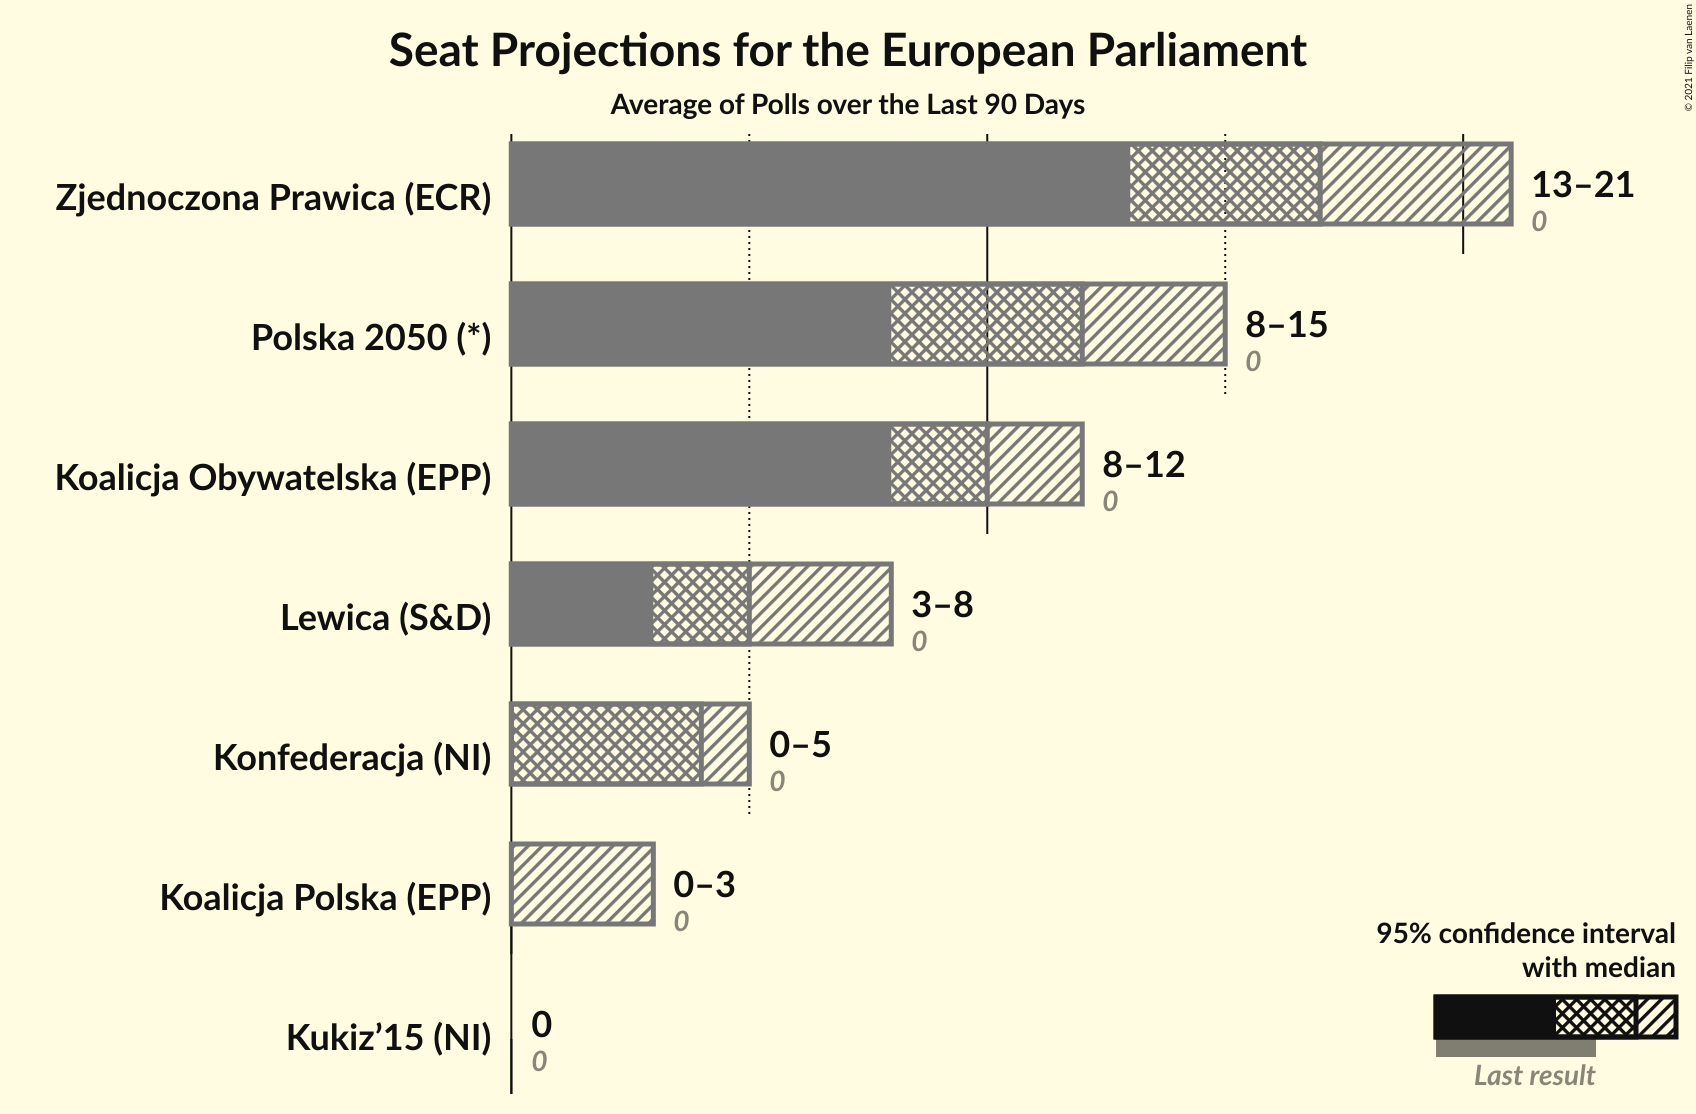 Seat Projections for the European Parliament
Average of Polls over the Last 90 Days
© 2021 Filip van Laenen
Zjednoczona Prawica (ECR)
13–21
0
Polska 2050 (*)
8–15
0
Koalicja Obywatelska (EPP)
8–12
0
Lewica (S&D)
3–8
0
Konfederacja (NI)
0–5
0
Koalicja Polska (EPP)
0–3
0
Kukiz’15 (NI)
0
0
95% confidence interval
with median
Last result